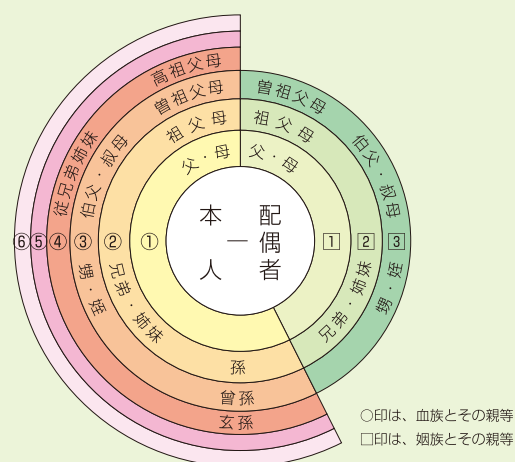 高祖父母
曽祖父母
祖父母
父・母
従兄弟姉妹
伯父・叔母
曽祖父母
祖父母
父・母
伯父・叔母
本人
―
配偶者
⑥⑤④③②①
1 2 3
甥・姪
兄弟・姉妹
兄弟・姉妹
甥・姪
孫
曾孫
玄孫
○印は、血族とその親等
□印は、姻族とその親等